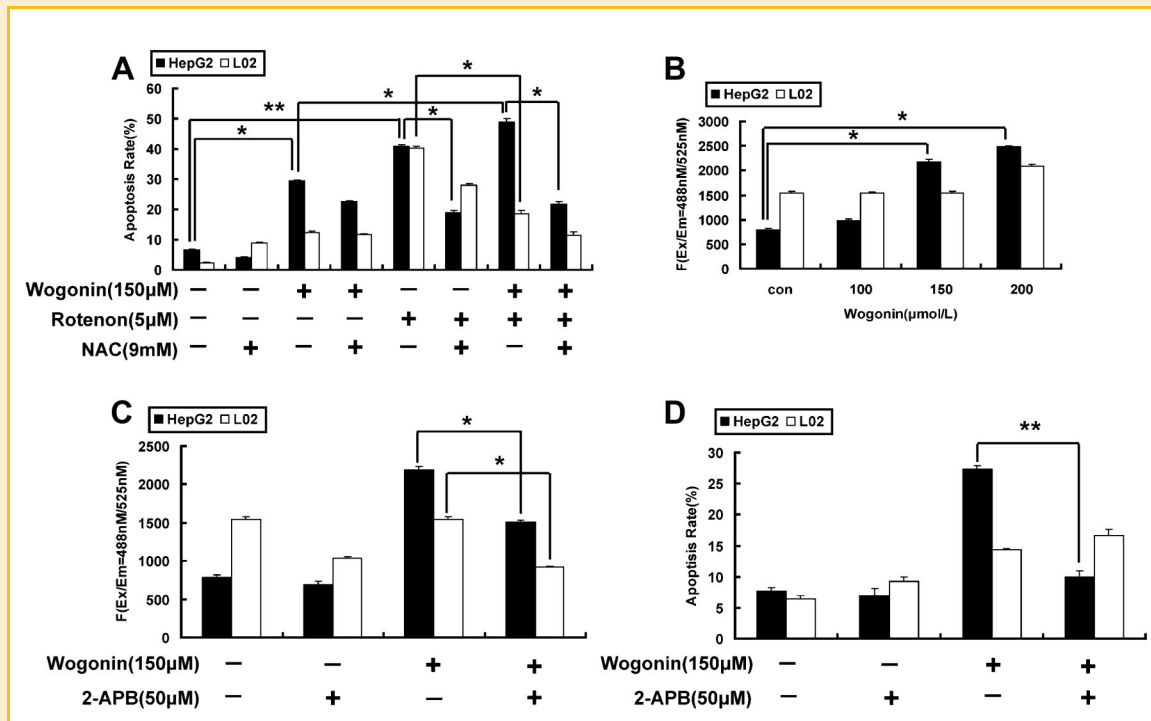 A
HepG2 L02
Apoptosis Rate(%)
60
50
40
30
20
10
0
* ** * * * *
Wogonin(150µM) – – + + – – + +
Rotenon(5µM) – – – – + + + +
NAC(9mM) – + – + – + – +
B
HepG2 L02
F(Ex/Em=488nM/525nM)
3000
2500
2000
1500
1000
500
0
*
*
con 100 150 200
Wogonin(µmol/L)
C
HepG2 L02
F(Ex/Em=488nM/525nM)
2500
2000
1500
1000
500
0
*
*
Wogonin(150µM) – – + +
2-APB(50µM) – + – +
D
HepG2 L02
Apoptisis Rate(%)
30
25
20
15
10
5
0
**
Wogonin(150µM) – – + +
2-APB(50µM) – + – +